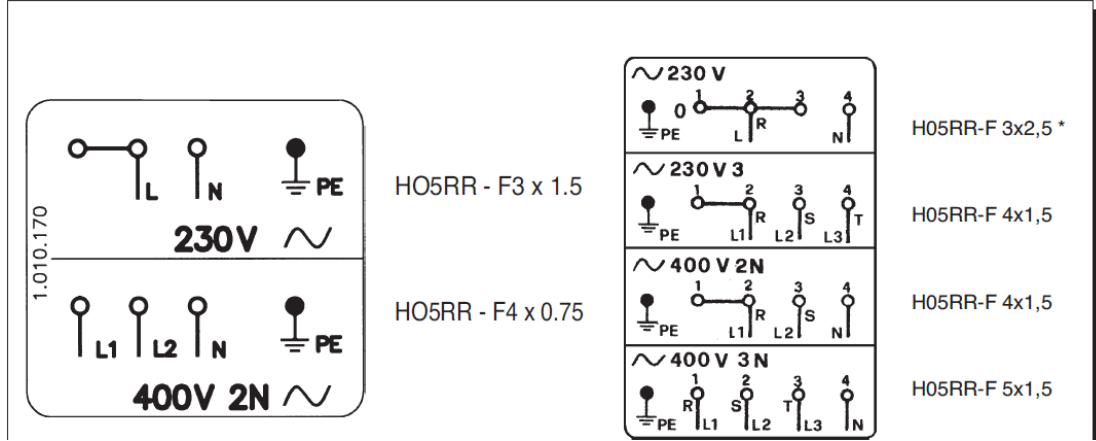 1.010.170
L N PE
230V
HO5RR - F3 x 1.5
L1 L2 N PE
400V 2N
HO5RR - F4 x 0.75
230 V
1 2 3 4
0
PE L R N
H05RR-F 3x2,5 *
230 V 3
1 2 3 4
R S T
PE L1 L2 L3
H05RR-F 4x1,5
400 V 2N
1 2 3 4
R S
PE L1 L2 N
H05RR-F 4x1,5
400 V 3 N
1 2 3 4
R S T
PE L1 L2 L3 N
H05RR-F 5x1,5